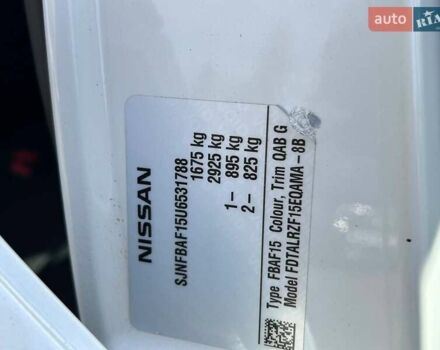 auto
RIA
NISSAN
SJNFBAF15U6531788
1675 kg
2925 kg
1– 895 kg
2– 825 kg
Type FBAF15 Colour, Trim QAB G
Model FDTALRZF15EQAMA–8B